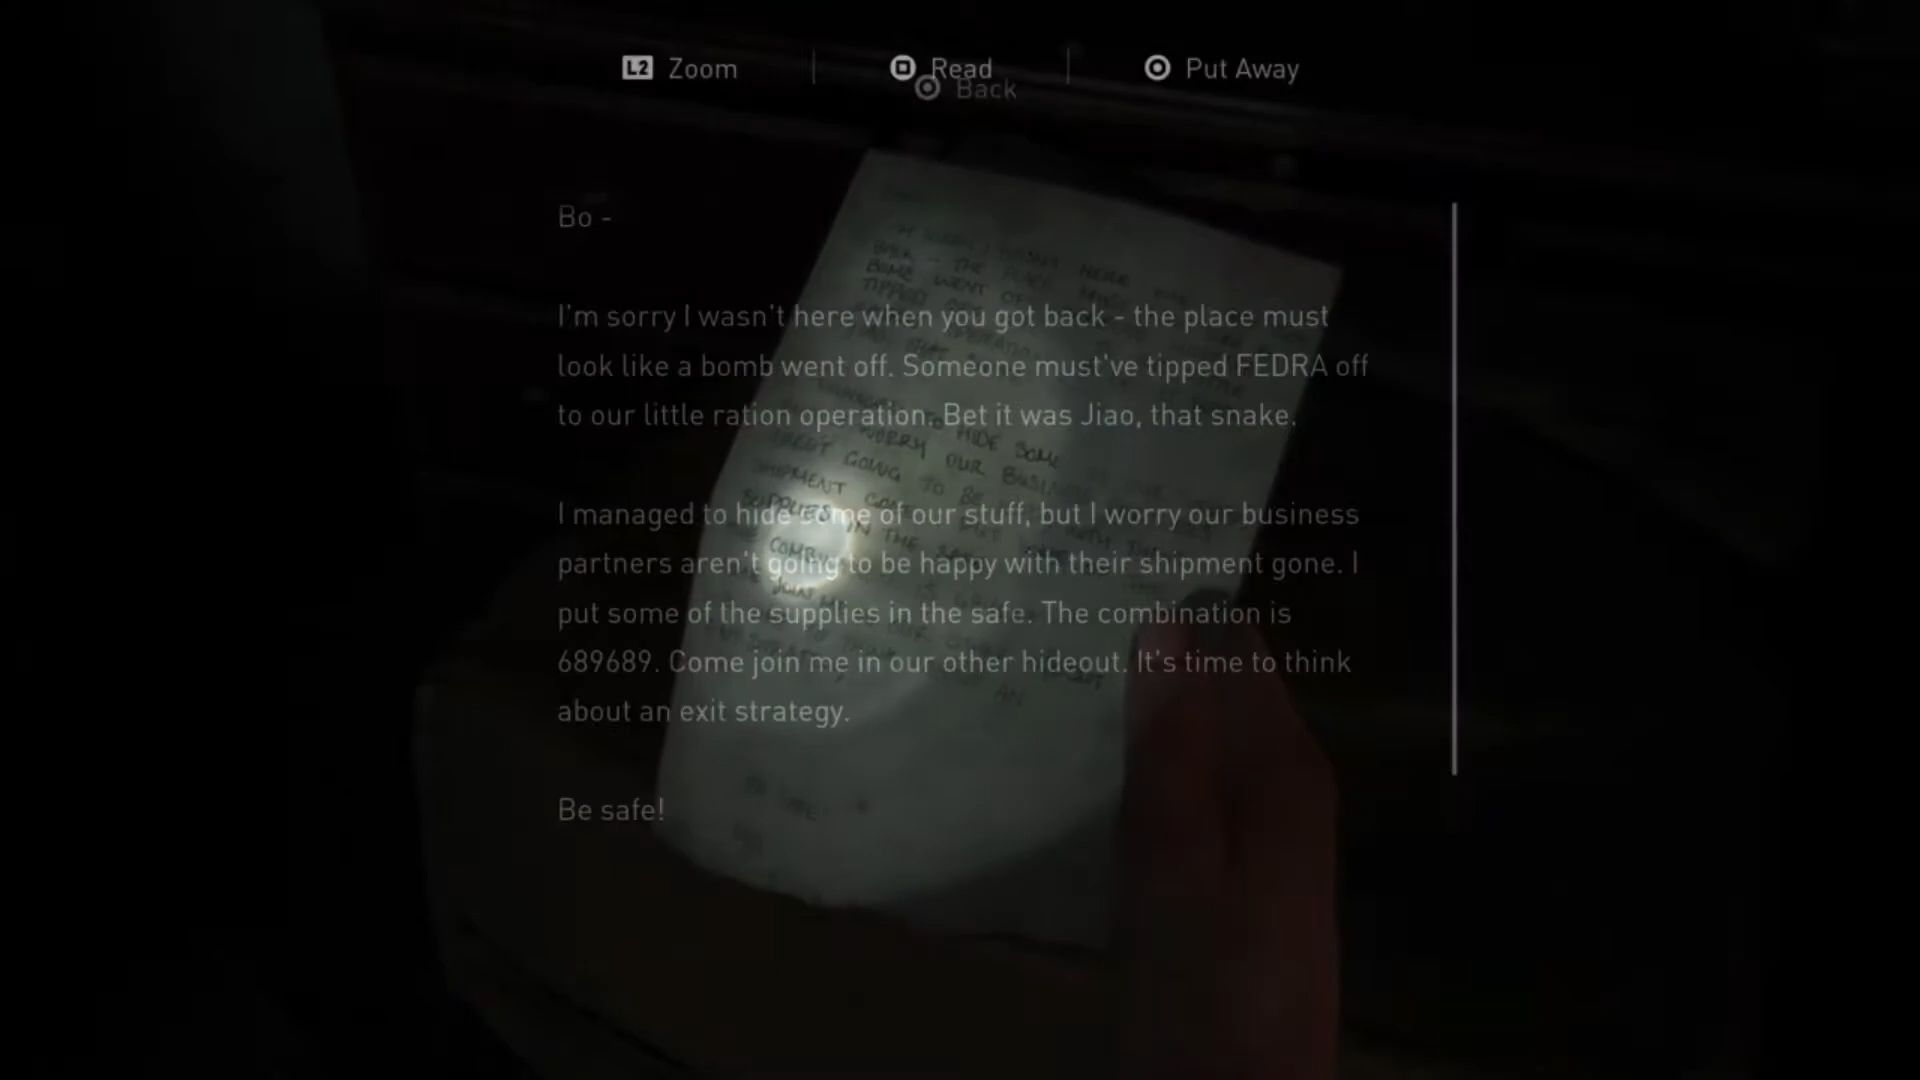 L2 Zoom
Read
Put Away
Back
Bo -
I'm sorry I wasn't here when you got back - the place must
look like a bomb went off. Someone must've tipped FEDRA off
to our little ration operation. Bet it was Jiao, that snake.
I managed to hide some of our stuff, but I worry our business
partners aren't going to be happy with their shipment gone. I
put some of the supplies in the safe. The combination is
689689. Come join me in our other hideout. It's time to think
about an exit strategy.
Be safe!